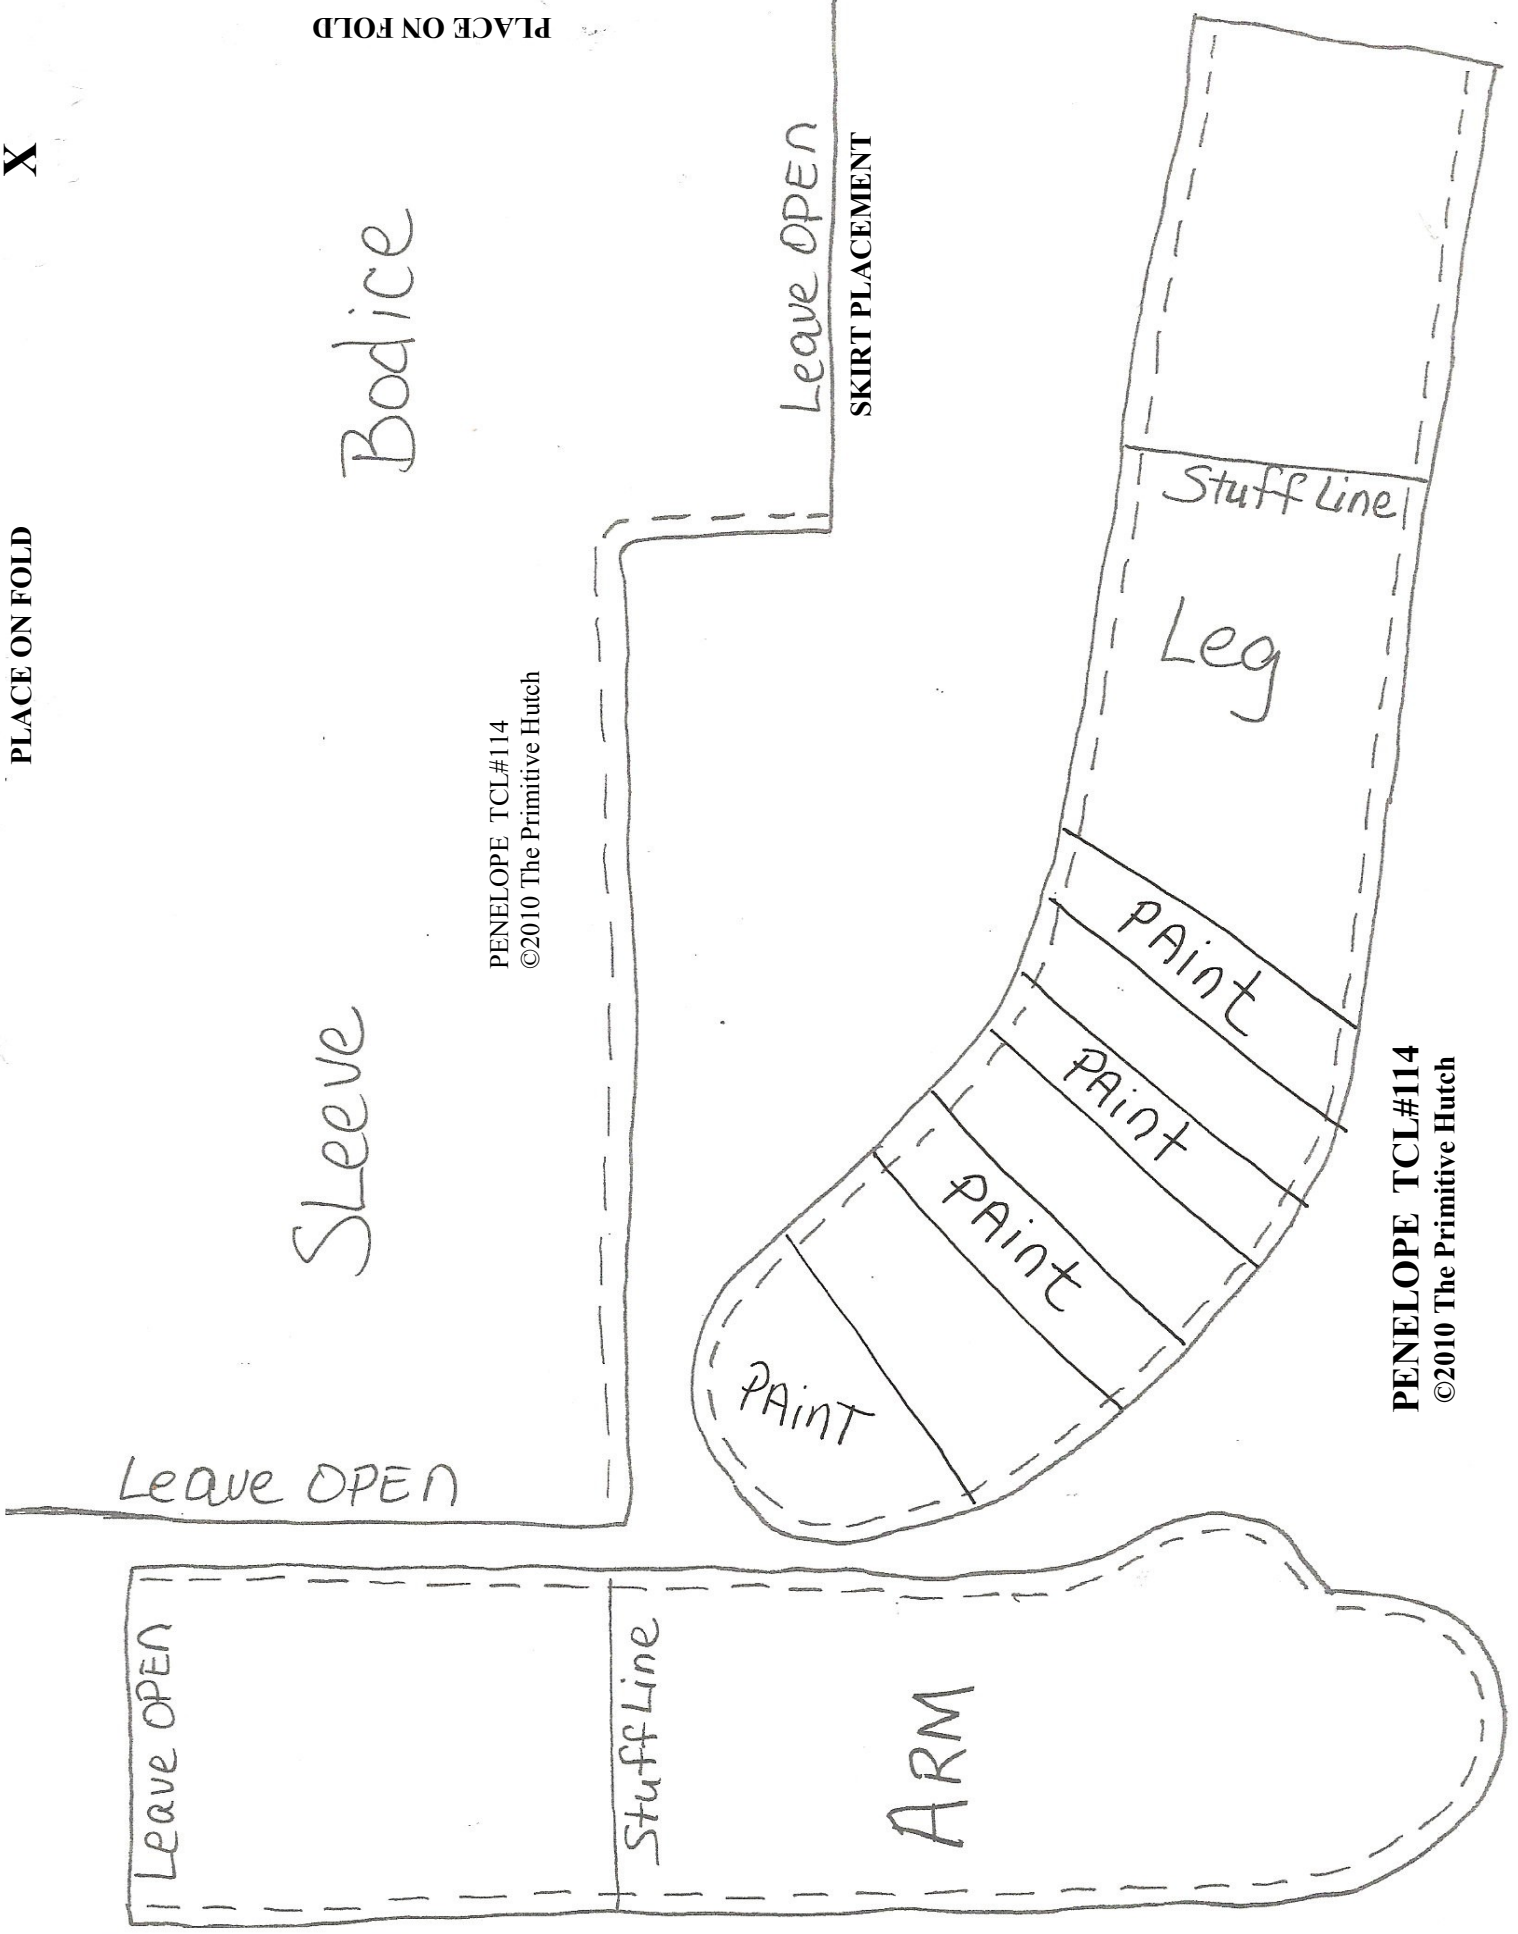 PLACE ON FOLD
X
PLACE ON FOLD
Bodice
Leave OPEN
SKIRT PLACEMENT
Sleeve
PENELOPE TCL#114
©2010 The Primitive Hutch
Leave OPEN
Stuff Line
Leg
PAint
PAint
PAint
PAinT
PENELOPE TCL#114
©2010 The Primitive Hutch
Leave OPEN
Stuff Line
ARM